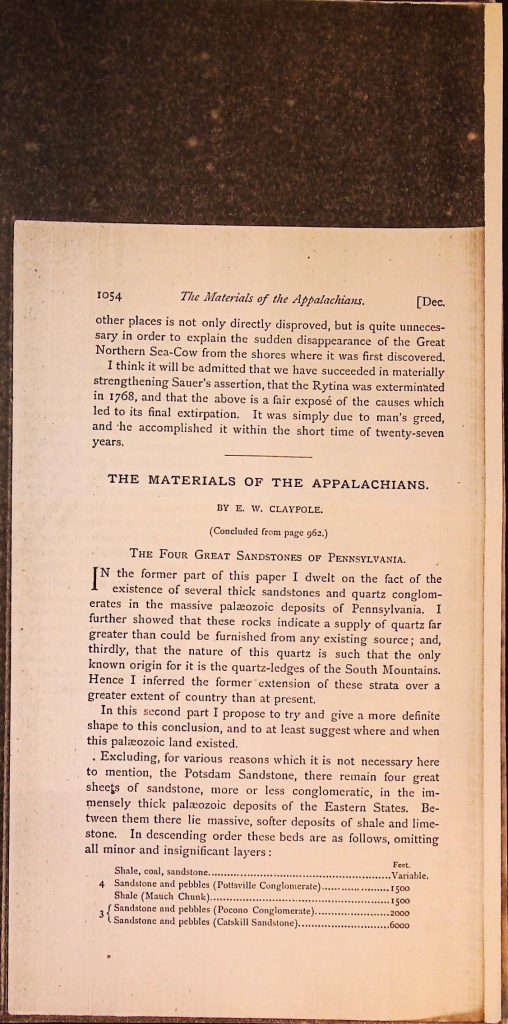 1054 The Materials of the Appalachians. [Dec.
other places is not only directly disproved, but is quite unneces-
sary in order to explain the sudden disappearance of the Great
Northern Sea-Cow from the shores where it was first discovered.
I think it will be admitted that we have succeeded in materially
strengthening Sauer's assertion, that the Rytina was exterminated
in 1768, and that the above is a fair exposé of the causes which
led to its final extirpation. It was simply due to man's greed,
and he accomplished it within the short time of twenty-seven
years.
THE MATERIALS OF THE APPALACHIANS.
BY E. W. CLAYPOLE.
(Concluded from page 962.)
THE FOUR GREAT SANDSTONES OF PENNSYLVANIA.
IN the former part of this paper I dwelt on the fact of the
existence of several thick sandstones and quartz conglom-
erates in the massive palæozoic deposits of Pennsylvania. I
further showed that these rocks indicate a supply of quartz far
greater than could be furnished from any existing source; and,
thirdly, that the nature of this quartz is such that the only
known origin for it is the quartz-ledges of the South Mountains.
Hence I inferred the former extension of these strata over a
greater extent of country than at present.
In this second part I propose to try and give a more definite
shape to this conclusion, and to at least suggest where and when
this palæozoic land existed.
Excluding, for various reasons which it is not necessary here
to mention, the Potsdam Sandstone, there remain four great
sheets of sandstone, more or less conglomeratic, in the im-
mensely thick palæozoic deposits of the Eastern States. Be-
tween them there lie massive, softer deposits of shale and lime-
stone. In descending order these beds are as follows, omitting
all minor and insignificant layers:
Feet.
Shale, coal, sandstone..................................................Variable.
4 Sandstone and pebbles (Pottsville Conglomerate)...................1500
Shale (Mauch Chunk)..................................................1500
3 { Sandstone and pebbles (Pocono Conglomerate)....................2000
Sandstone and pebbles (Catskill Sandstone)..........................6000